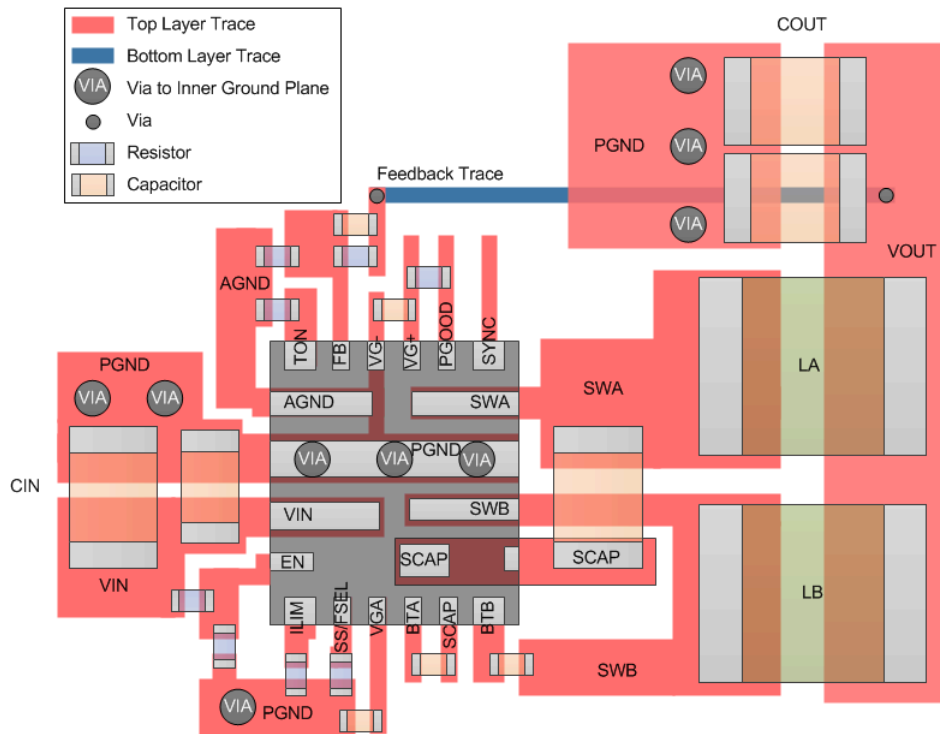 Top Layer Trace
Bottom Layer Trace
VIA Via to Inner Ground Plane
Via
Resistor
Capacitor
COUT
VIA
PGND
VIA
Feedback Trace
VIA
VOUT
AGND
TON
FB
VG-
VG+
PGOOD
SYNC
PGND
VIA
VIA
AGND
SWA
SWA
LA
PGND
VIA
VIA
VIA
CIN
VIN
SWB
EN
SCAP
SCAP
VIN
LB
ILIM
SS/FSEL
VGA
BTA
SCAP
BTB
SWB
VIA
PGND